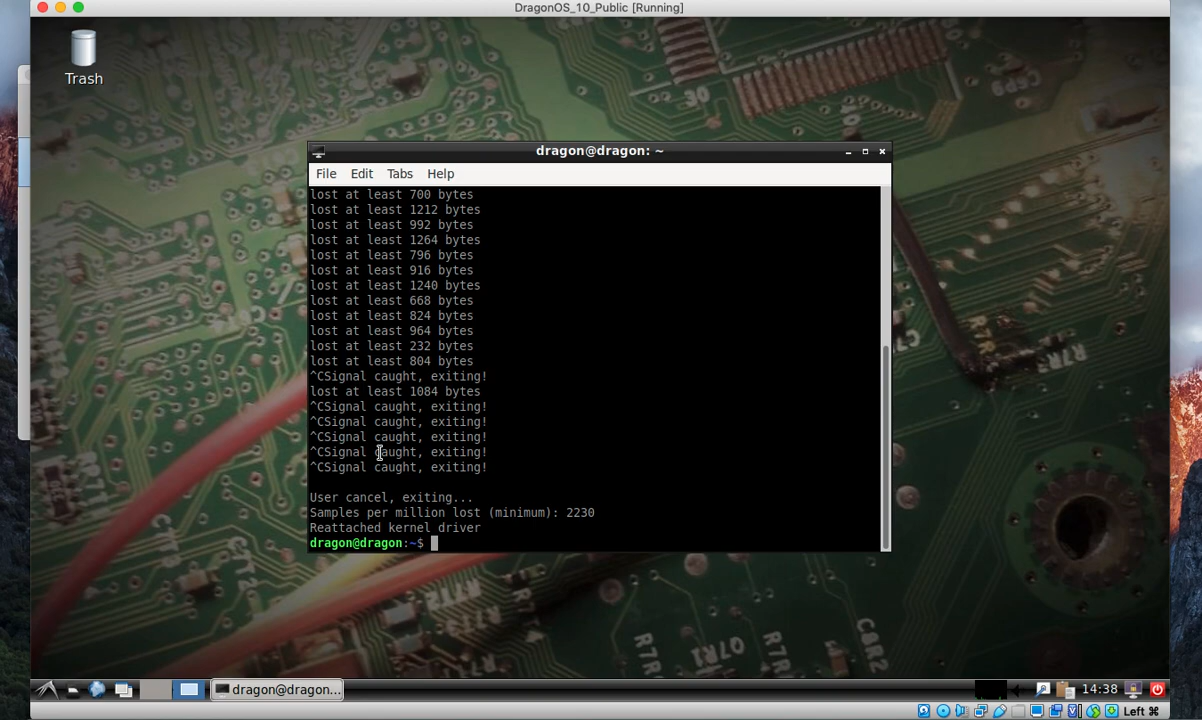 DragonOS_10_Public [Running]
Trash
dragon@dragon: ~
File Edit Tabs Help
lost at least 700 bytes
lost at least 1212 bytes
lost at least 992 bytes
lost at least 1264 bytes
lost at least 796 bytes
lost at least 916 bytes
lost at least 1240 bytes
lost at least 668 bytes
lost at least 824 bytes
lost at least 964 bytes
lost at least 232 bytes
lost at least 804 bytes
^CSignal caught, exiting!
lost at least 1084 bytes
^CSignal caught, exiting!
^CSignal caught, exiting!
^CSignal caught, exiting!
^CSignal caught, exiting!
^CSignal caught, exiting!
User cancel, exiting...
Samples per million lost (minimum): 2230
Reattached kernel driver
dragon@dragon:~$
dragon@dragon...
14:38
Left ⌘